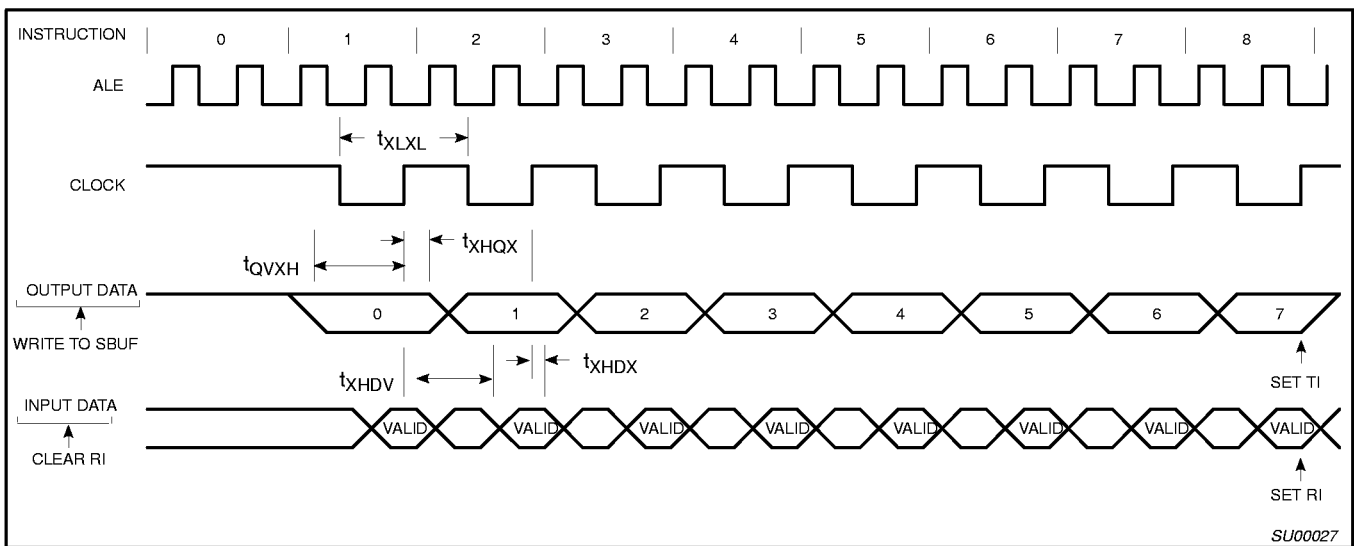 INSTRUCTION 0 1 2 3 4 5 6 7 8
ALE
tXLXL
CLOCK
tXHQX
tQVXH
OUTPUT DATA
0 1 2 3 4 5 6 7
WRITE TO SBUF
tXHDX
tXHDV
SET TI
INPUT DATA
VALID VALID VALID VALID VALID VALID VALID VALID
CLEAR RI
SET RI
SU00027